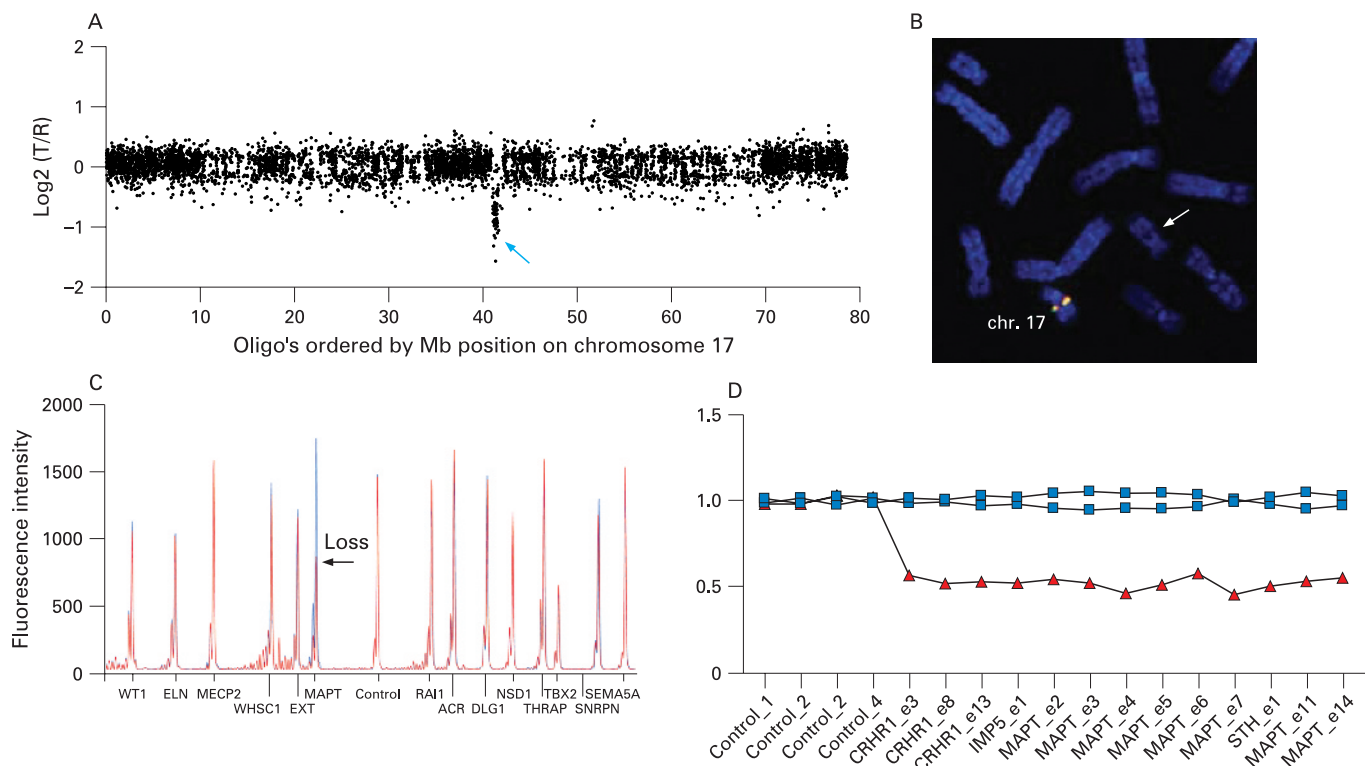 A
Log2 (T/R)
2
1
0
−1
−2
0 10 20 30 40 50 60 70 80
Oligo's ordered by Mb position on chromosome 17
B
chr. 17
C
Fluorescence intensity
2000
1500
1000
500
0
Loss
WT1 ELN MECP2 MAPT Control RAI1 NSD1 TBX2 SEMA5A
WHSC1 EXT ACR DLG1 THRAP SNRPN
D
1.5
1.0
0.5
0
Control_1
Control_2
Control_2
Control_4
CRHR1_e3
CRHR1_e8
CRHR1_e13
IMP5_e1
MAPT_e2
MAPT_e3
MAPT_e4
MAPT_e5
MAPT_e6
MAPT_e7
STH_e1
MAPT_e11
MAPT_e14